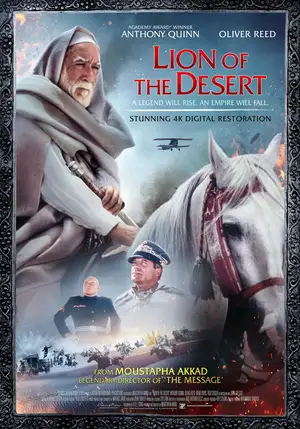 ACADEMY AWARD® WINNER
ANTHONY QUINN OLIVER REED
LION OF
THE DESERT
A LEGEND WILL RISE. AN EMPIRE WILL FALL.
STUNNING 4K DIGITAL RESTORATION
FROM MOUSTAPHA AKKAD
LEGENDARY DIRECTOR OF 'THE MESSAGE'